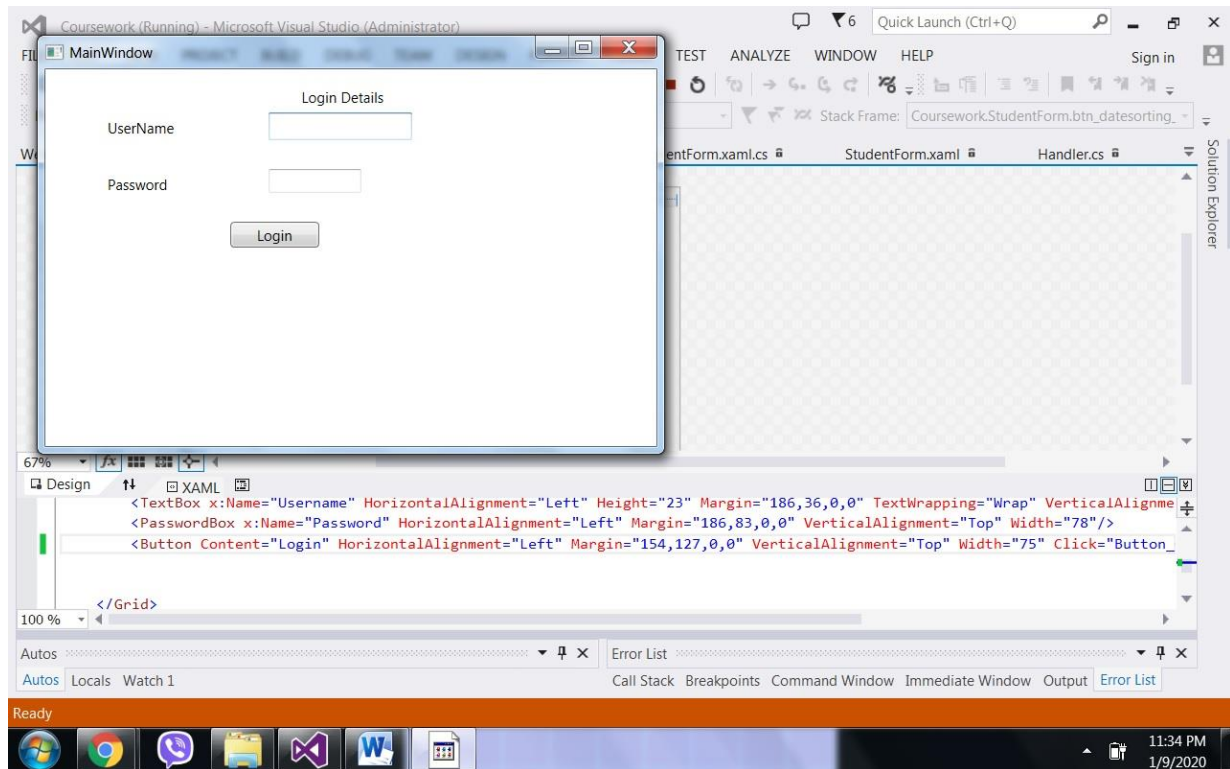 Coursework (Running) - Microsoft Visual Studio (Administrator)
6
Quick Launch (Ctrl+Q)
MainWindow
TEST ANALYZE WINDOW HELP
Sign in
Login Details
UserName
Password
Login
Stack Frame: Coursework.StudentForm.btn_datesorting_
entForm.xaml.cs
StudentForm.xaml
Handler.cs
Solution Explorer
67%
Design
XAML
<TextBox x:Name="Username" HorizontalAlignment="Left" Height="23" Margin="186,36,0,0" TextWrapping="Wrap" VerticalAlignme
<PasswordBox x:Name="Password" HorizontalAlignment="Left" Margin="186,83,0,0" VerticalAlignment="Top" Width="78"/>
<Button Content="Login" HorizontalAlignment="Left" Margin="154,127,0,0" VerticalAlignment="Top" Width="75" Click="Button_
</Grid>
100 %
Autos
Error List
Autos Locals Watch 1
Call Stack Breakpoints Command Window Immediate Window Output Error List
Ready
11:34 PM
1/9/2020